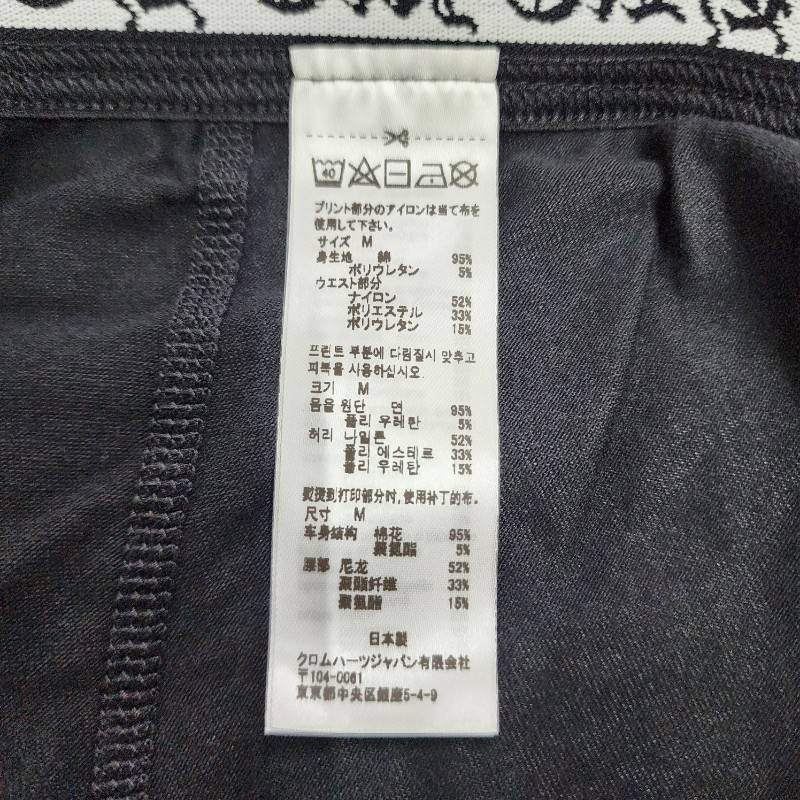 40
プリント部分のアイロンは当て布を
使用して下さい。
サイズ M
身生地 綿 95%
ポリウレタン 5%
ウエスト部分
ナイロン 52%
ポリエステル 33%
ポリウレタン 15%
프린트 부분에 다림질시 맞추고
피복을 사용하십시오.
크기 M
몸을 원단 면 95%
폴리 우레탄 5%
허리 나일론 52%
폴리 에스테르 33%
폴리 우레탄 15%
熨烫到打印部分时,使用补丁的布。
尺寸 M
车身结构 棉花 95%
聚氨酯 5%
腰部 尼龙 52%
聚酯纤维 33%
聚氨酯 15%
日本製
クロムハーツジャパン有限会社
〒104-0061
東京都中央区銀座5-4-9